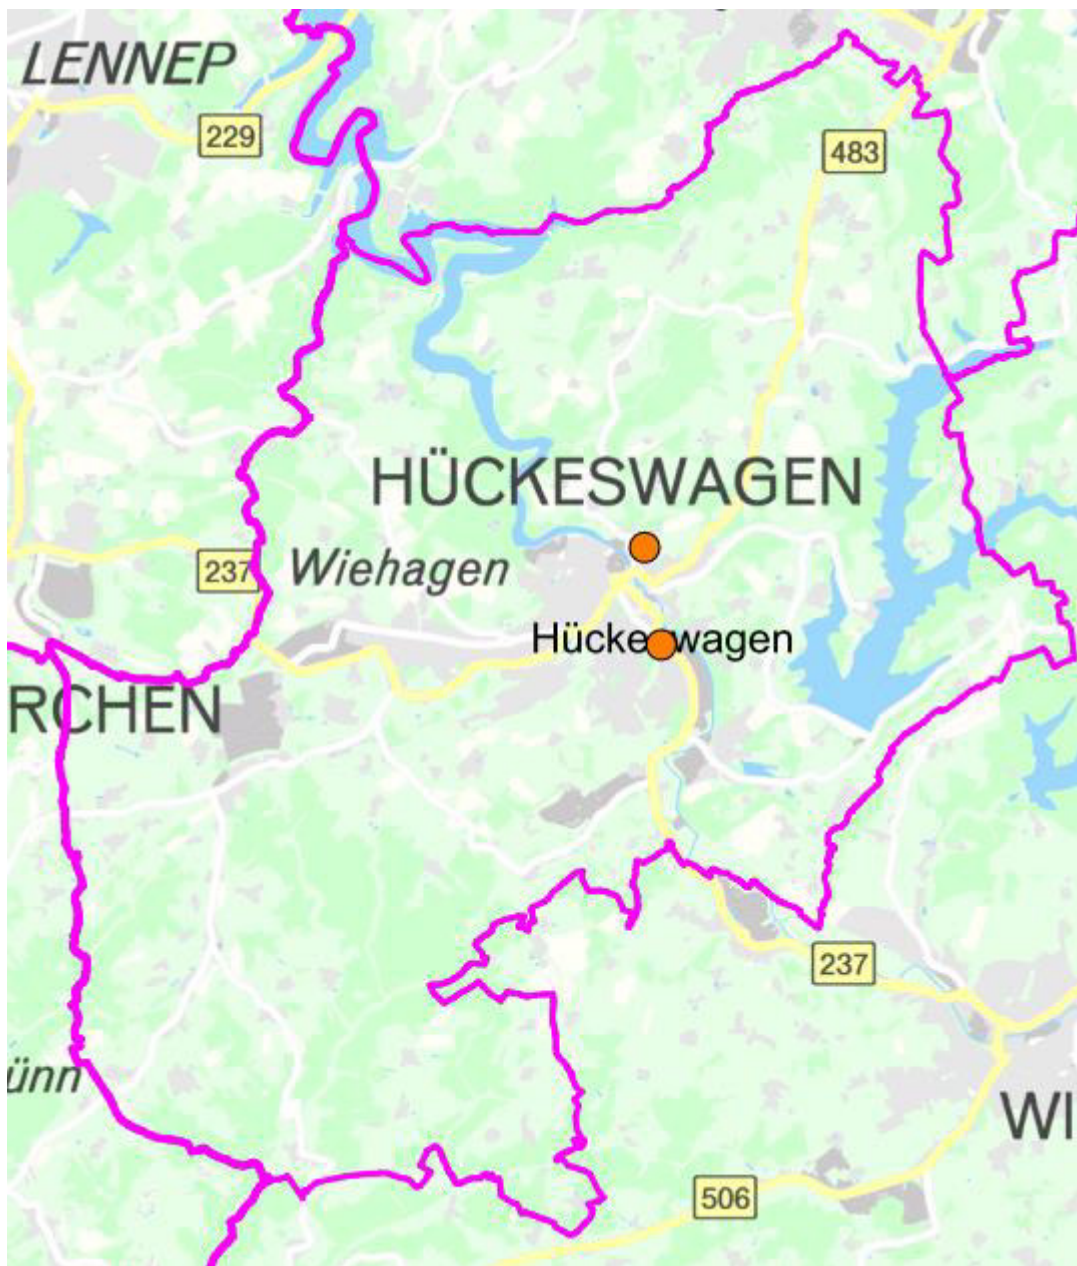 LENNEP
229
483
HÜCKESWAGEN
237
Wiehagen
Hückeswagen
RCHEN
237
ünn
WI
506